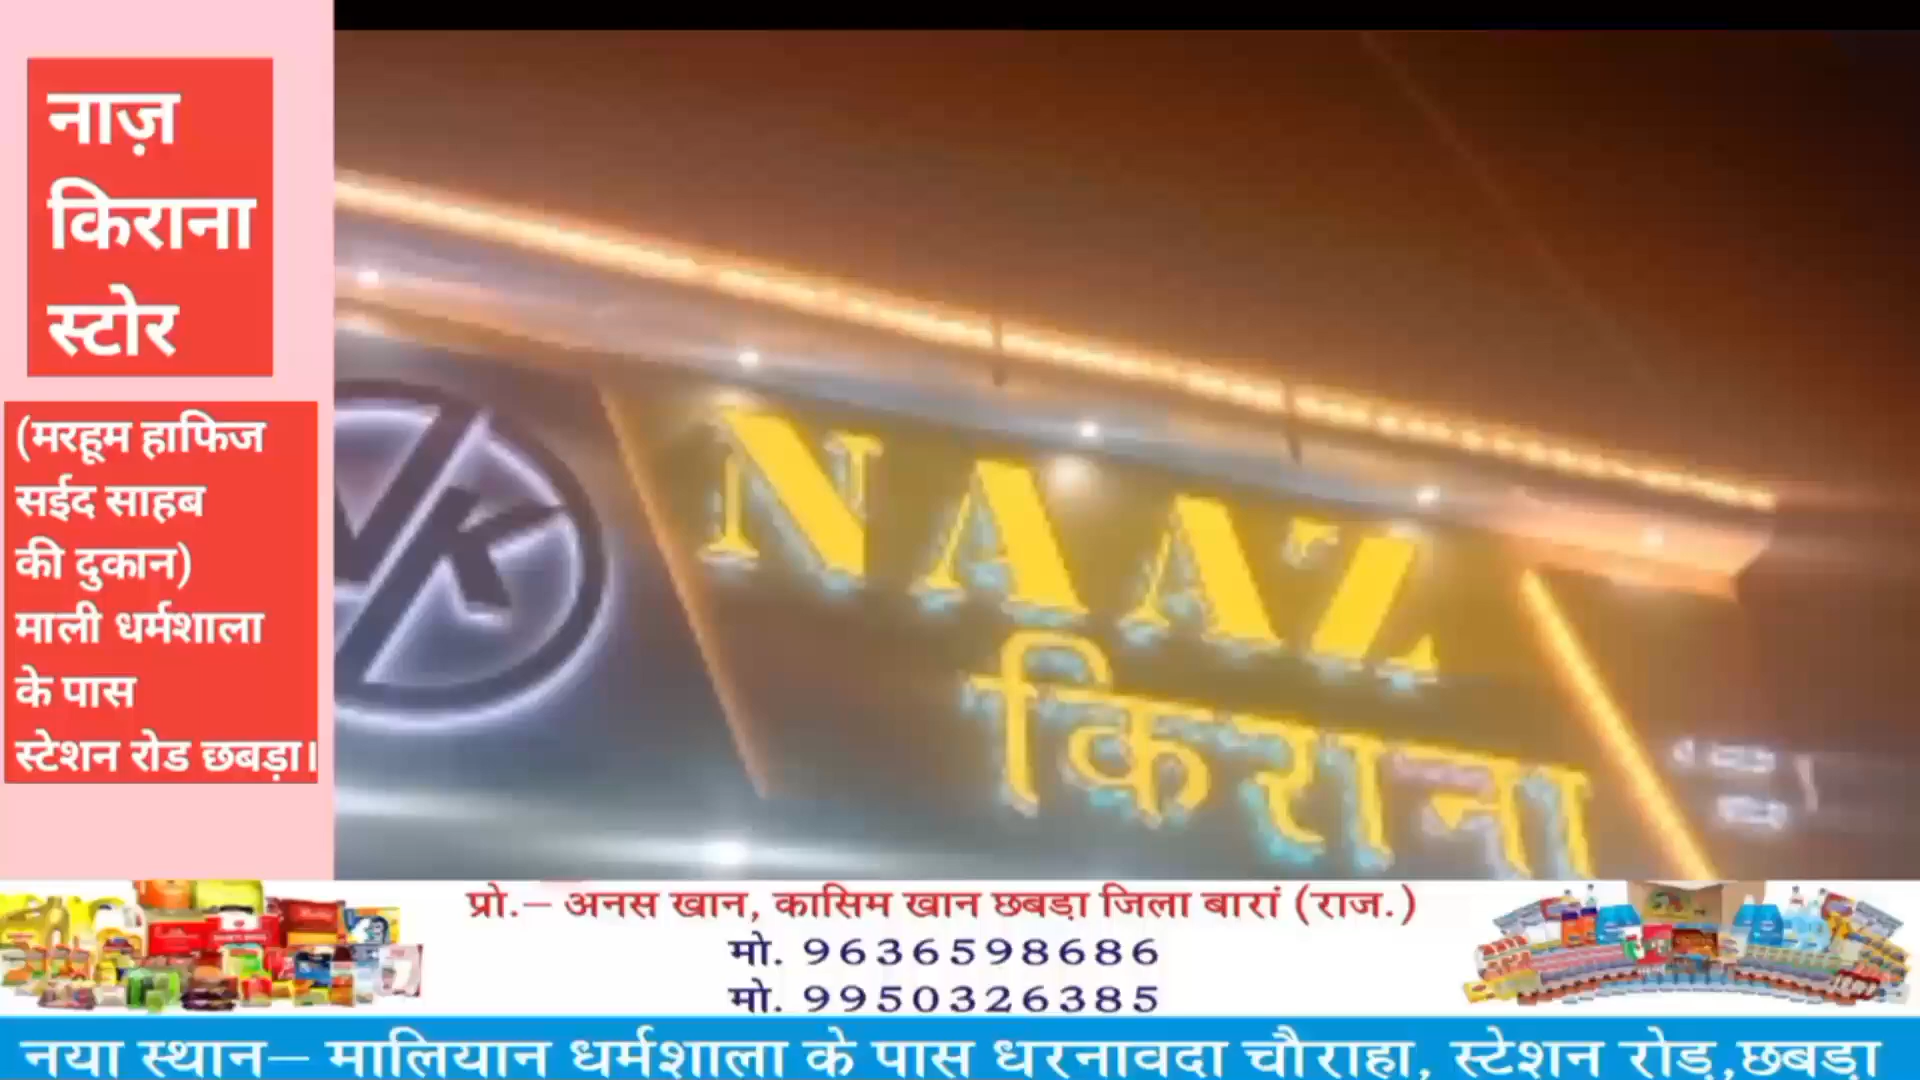 नाज़
किराना
स्टोर
(मरहूम हाफिज
सईद साहब
की दुकान)
माली धर्मशाला
के पास
स्टेशन रोड छबड़ा।
NK
NAAZ
किराना
प्रो.– अनस खान, कासिम खान छबडा जिला बारां (राज.)
मो. 9636598686
मो. 9950326385
नया स्थान– मालियान धर्मशाला के पास धरनावदा चौराहा, स्टेशन रोड़,छबड़ा